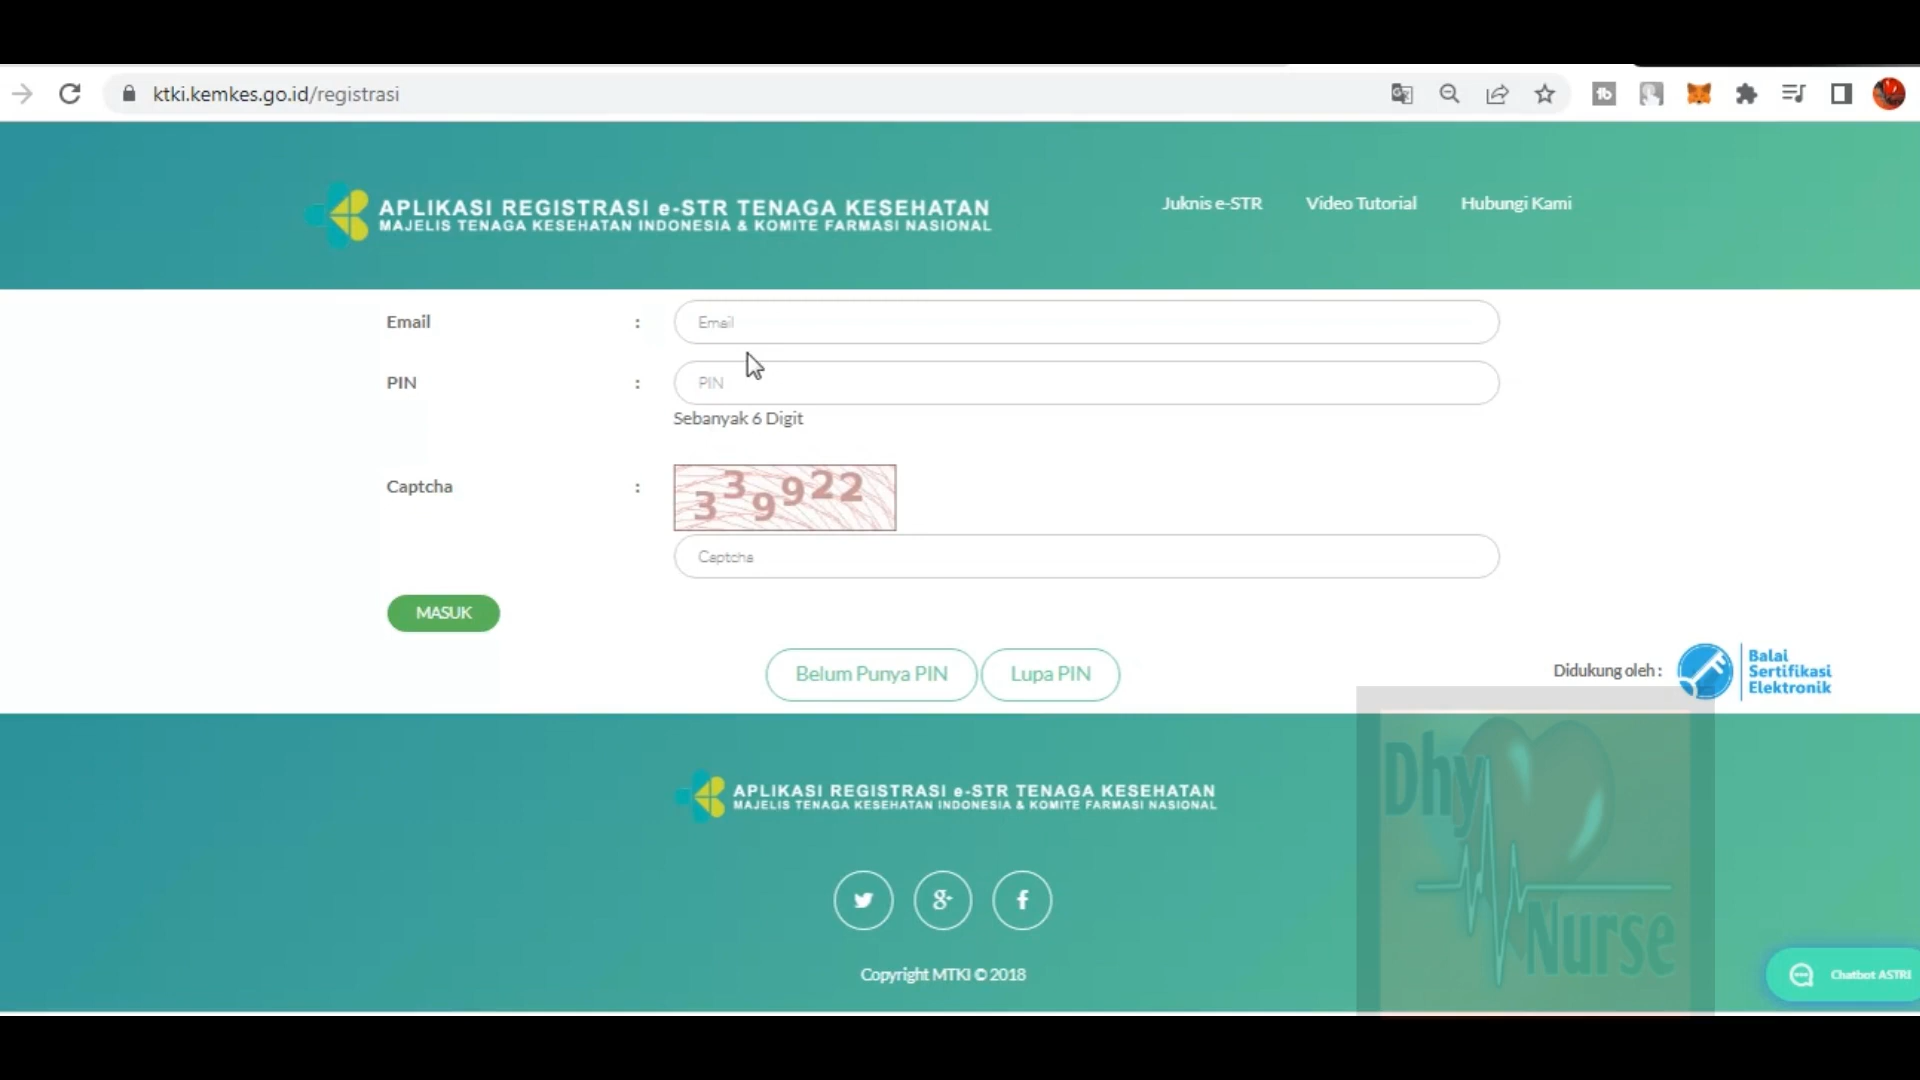 ktki.kemkes.go.id/registrasi
APLIKASI REGISTRASI e-STR TENAGA KESEHATAN
MAJELIS TENAGA KESEHATAN INDONESIA & KOMITE FARMASI NASIONAL
Juknis e-STR
Video Tutorial
Hubungi Kami
Email : Email
PIN : PIN
Sebanyak 6 Digit
Captcha : 339922
Captcha
MASUK
Belum Punya PIN
Lupa PIN
Didukung oleh :
Balai
Sertifikasi
Elektronik
APLIKASI REGISTRASI e-STR TENAGA KESEHATAN
MAJELIS TENAGA KESEHATAN INDONESIA & KOMITE FARMASI NASIONAL
Copyright MTKI © 2018
Dhy
Nurse
Chatbot ASTRI